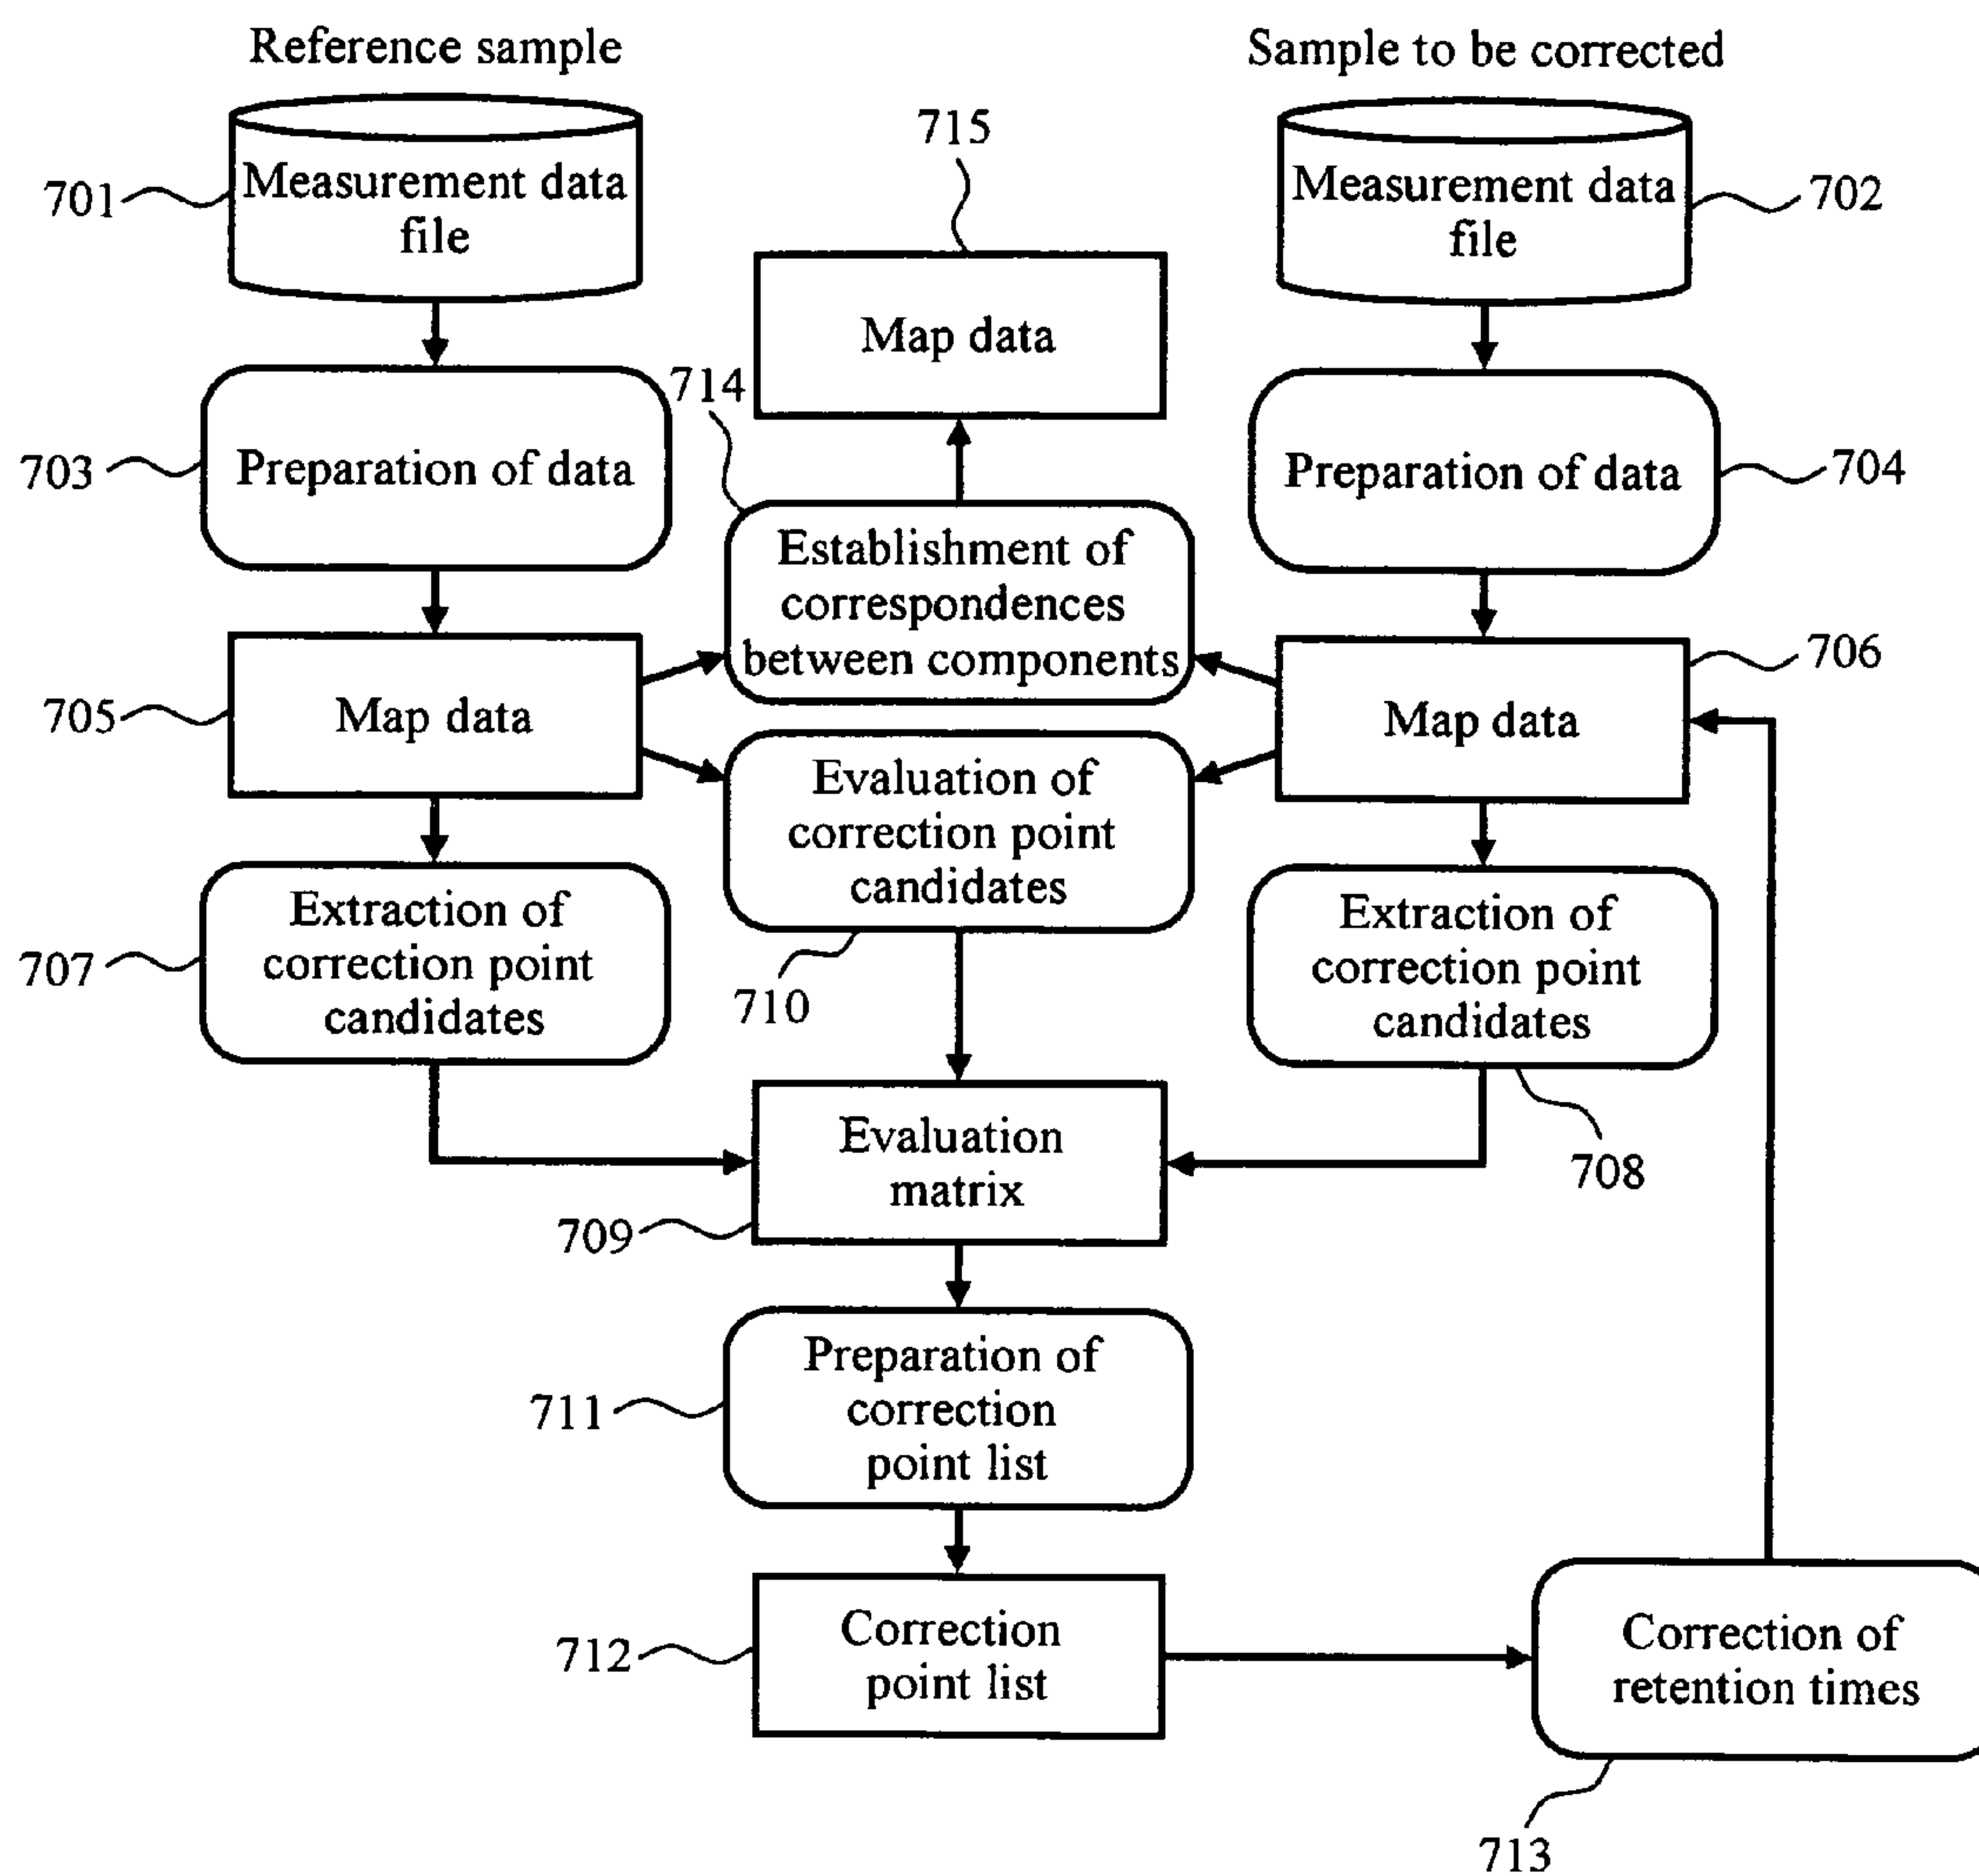 Reference sample
Sample to be corrected
715
701
Measurement data
file
Measurement data
file
702
Map data
714
703
Preparation of data
Preparation of data
704
Establishment of
correspondences
between components
705
Map data
Map data
706
Evaluation of
correction point
candidates
707
Extraction of
correction point
candidates
710
Extraction of
correction point
candidates
708
Evaluation
matrix
709
Preparation of
correction
point list
711
Correction
point list
712
Correction of
retention times
713